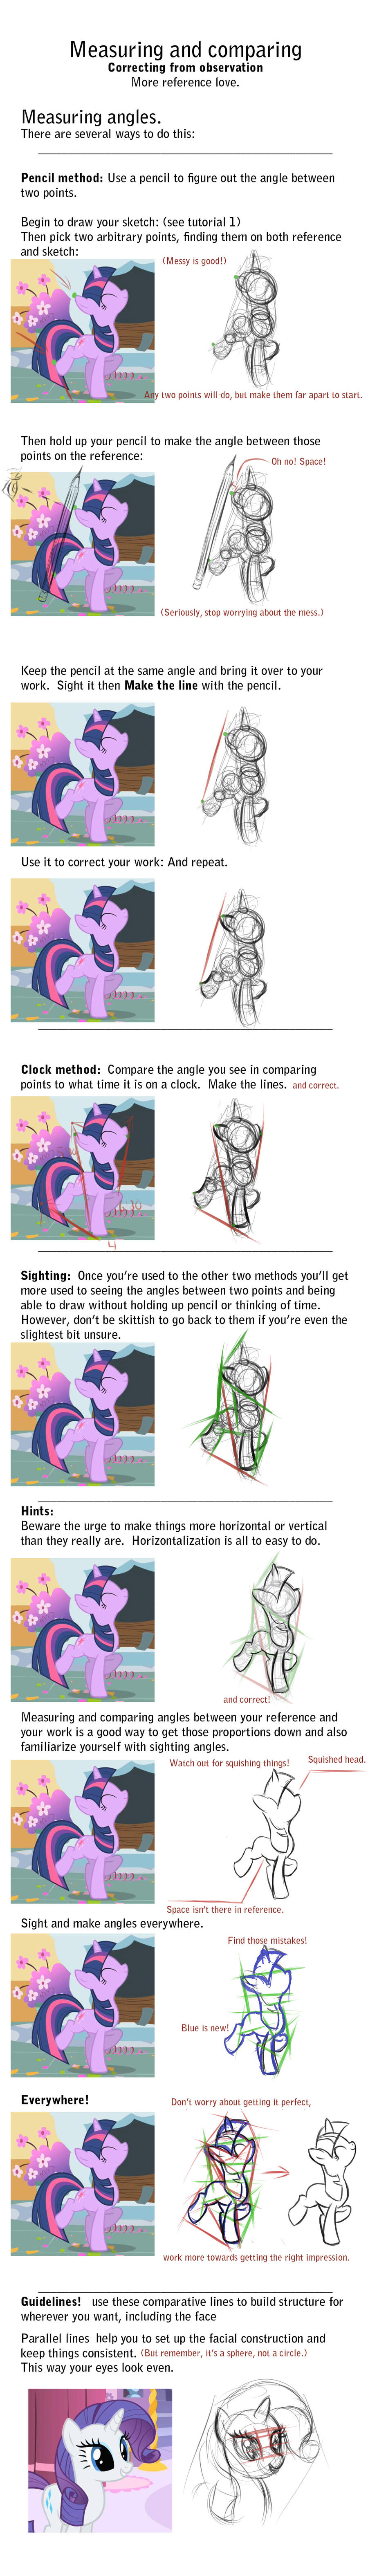 Measuring and comparing
Correcting from observation
More reference love.
Measuring angles.
There are several ways to do this:
Pencil method: Use a pencil to figure out the angle between
two points.
Begin to draw your sketch: (see tutorial 1)
Then pick two arbitrary points, finding them on both reference
and sketch:
(Messy is good!)
Any two points will do, but make them far apart to start.
Then hold up your pencil to make the angle between those
points on the reference:
Oh no! Space!
(Seriously, stop worrying about the mess.)
Keep the pencil at the same angle and bring it over to your
work. Sight it then Make the line with the pencil.
Use it to correct your work: And repeat.
Clock method: Compare the angle you see in comparing
points to what time it is on a clock. Make the lines. and correct.
6:30
4
Sighting: Once you're used to the other two methods you'll get
more used to seeing the angles between two points and being
able to draw without holding up pencil or thinking of time.
However, don't be skittish to go back to them if you're even the
slightest bit unsure.
Hints:
Beware the urge to make things more horizontal or vertical
than they really are. Horizontalization is all to easy to do.
and correct!
Measuring and comparing angles between your reference and
your work is a good way to get those proportions down and also
familiarize yourself with sighting angles.
Watch out for squishing things!
Squished head.
Space isn't there in reference.
Sight and make angles everywhere.
Find those mistakes!
Blue is new!
Everywhere!
Don't worry about getting it perfect,
work more towards getting the right impression.
Guidelines! use these comparative lines to build structure for
wherever you want, including the face
Parallel lines help you to set up the facial construction and
keep things consistent. (But remember, it's a sphere, not a circle.)
This way your eyes look even.